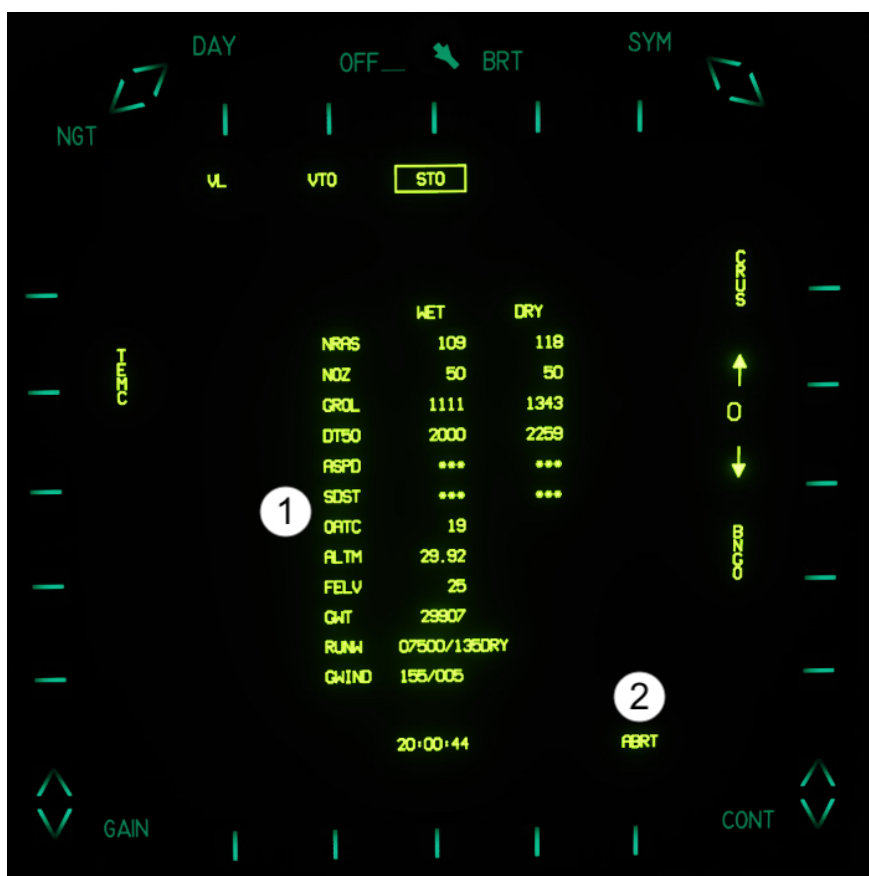 DAY
OFF
BRT
SYM
NGT
VL VTO STO
CRUS
WET DRY
NRAS 109 118
NOZ 50 50
TEMC
GROL 1111 1343
0
DT50 2000 2259
ASPD *** ***
SDST *** ***
1
OATC 19
ALTM 29.92
BNGO
FELV 25
GWT 29907
RUNW 07500/135DRY
GWIND 155/005
2
20:00:44 ABRT
GAIN CONT